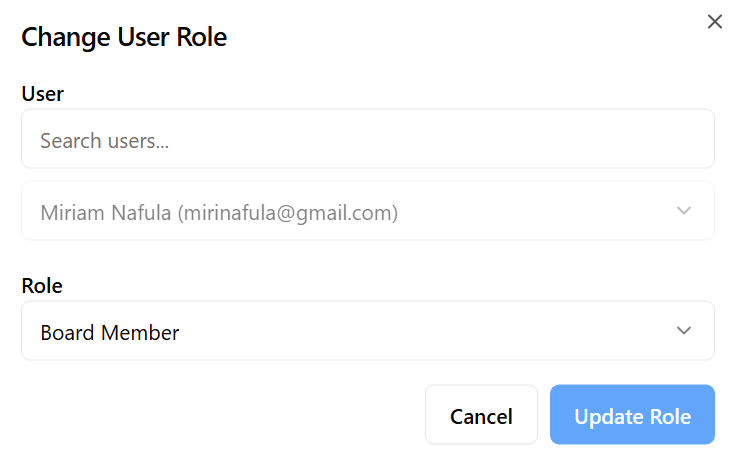 Change User Role
User
Search users...
Miriam Nafula (mirinafula@gmail.com)
Role
Board Member
Cancel
Update Role